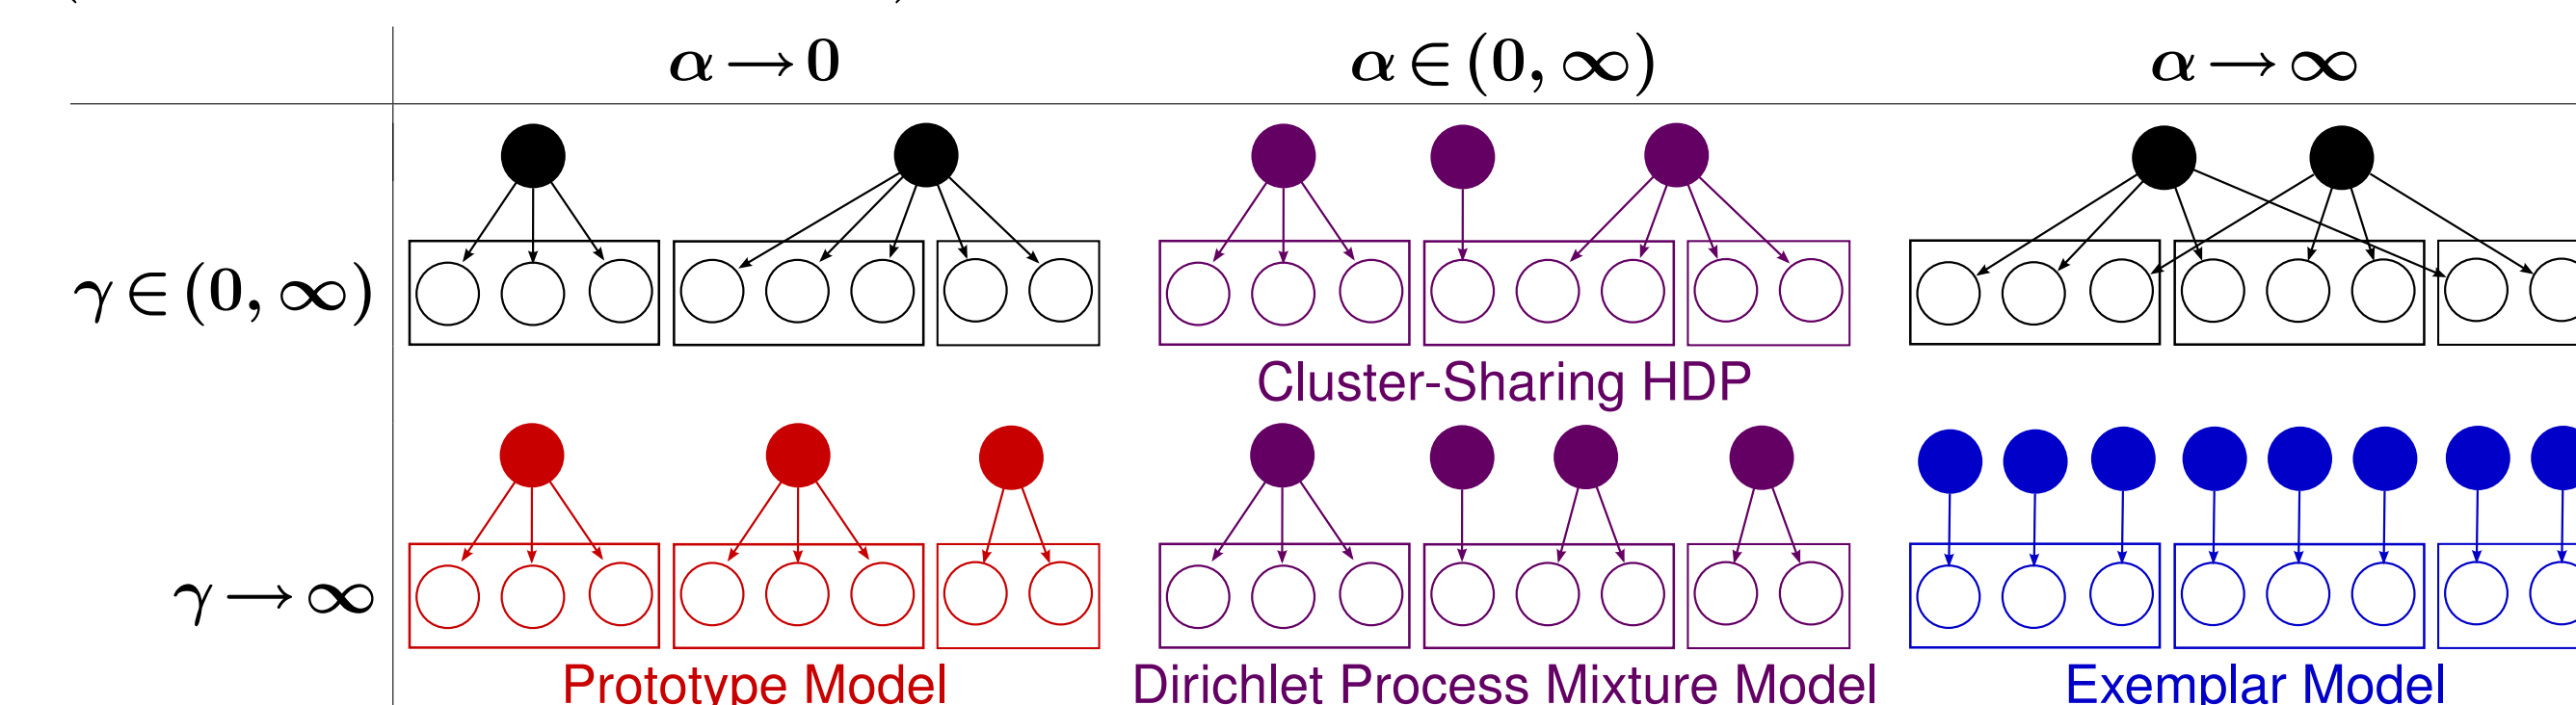 α → 0 α ∈ (0, ∞) α → ∞
γ ∈ (0, ∞)
Cluster-Sharing HDP
γ → ∞
Prototype Model Dirichlet Process Mixture Model Exemplar Model